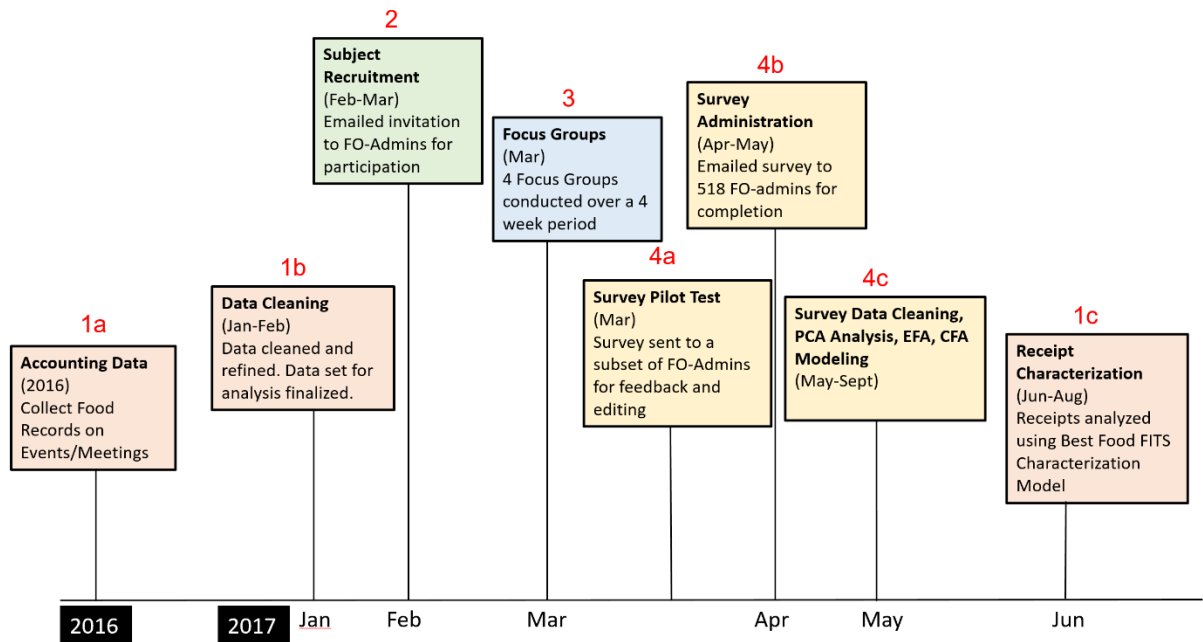 2
Subject
Recruitment
(Feb-Mar)
Emailed invitation
to FO-Admins for
participation
4b
Survey
Administration
(Apr-May)
Emailed survey to
518 FO-admins for
completion
3
Focus Groups
(Mar)
4 Focus Groups
conducted over a 4
week period
1b
Data Cleaning
(Jan-Feb)
Data cleaned and
refined. Data set for
analysis finalized.
4a
Survey Pilot Test
(Mar)
Survey sent to a
subset of FO-Admins
for feedback and
editing
4c
Survey Data Cleaning,
PCA Analysis, EFA, CFA
Modeling
(May-Sept)
1a
Accounting Data
(2016)
Collect Food
Records on
Events/Meetings
1c
Receipt
Characterization
(Jun-Aug)
Receipts analyzed
using Best Food FITS
Characterization
Model
2016 2017 Jan Feb Mar Apr May Jun